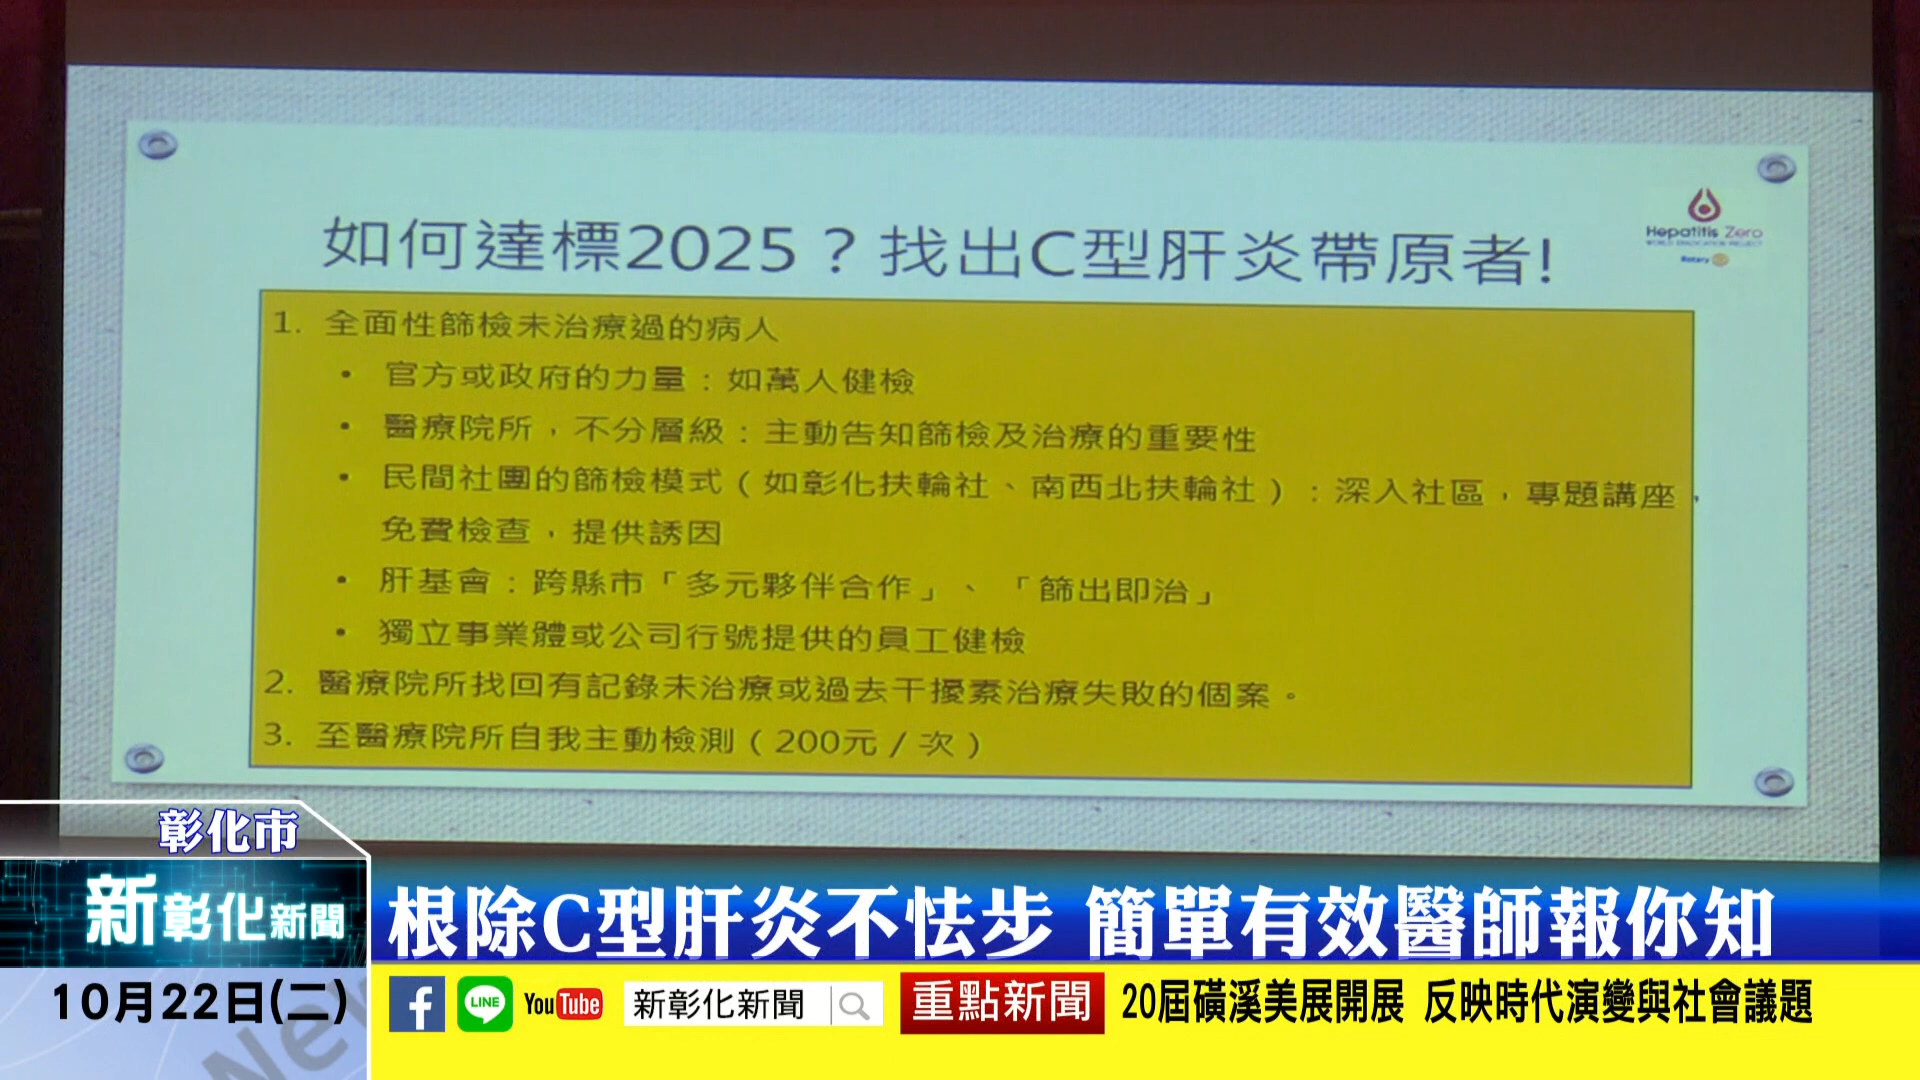 如何達標2025？找出C型肝炎帶原者!
Hepatitis Zero
WORLD ERADICATION PROJECT
Rotary
1. 全面性篩檢未治療過的病人
• 官方或政府的力量：如萬人健檢
• 醫療院所，不分層級：主動告知篩檢及治療的重要性
• 民間社團的篩檢模式（如彰化扶輪社、南西北扶輪社）：深入社區，專題講座，
免費檢查，提供誘因
• 肝基會：跨縣市「多元夥伴合作」、「篩出即治」
• 獨立事業體或公司行號提供的員工健檢
2. 醫療院所找回有記錄未治療或過去干擾素治療失敗的個案。
3. 至醫療院所自我主動檢測（200元／次）
彰化市
新彰化新聞
根除C型肝炎不怯步 簡單有效醫師報你知
10月22日(二)
LINE
YouTube
新彰化新聞
重點新聞
20屆磺溪美展開展 反映時代演變與社會議題
New